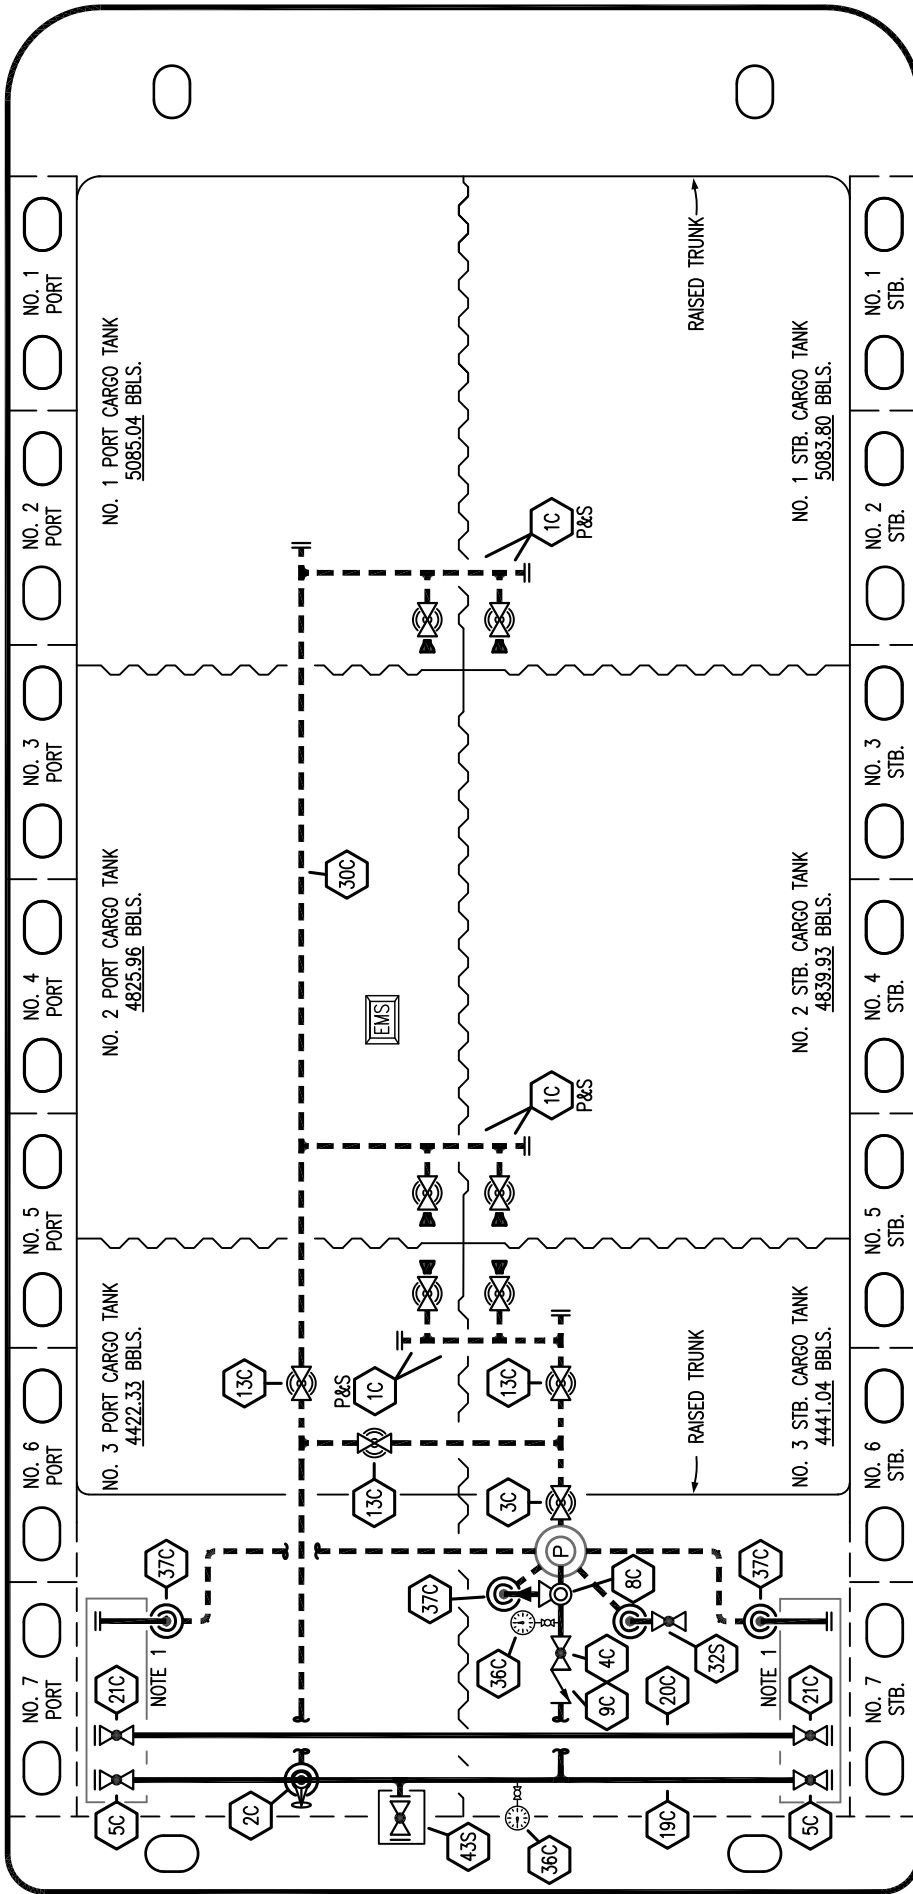 NO. 1
PORT
NO. 2
PORT
NO. 3
PORT
NO. 4
PORT
NO. 5
PORT
NO. 6
PORT
NO. 7
PORT
NO. 1 PORT CARGO TANK
5085.04 BBLS.
NO. 2 PORT CARGO TANK
4825.96 BBLS.
NO. 3 PORT CARGO TANK
4422.33 BBLS.
RAISED TRUNK
1C
P&S
30C
EMS
1C
P&S
13C
P&S
1C
13C
13C
3C
RAISED TRUNK
P
37C
37C
8C
37C
36C
4C
32S
9C
20C
21C
NOTE 1
NOTE 1
21C
5C
2C
43S
36C
19C
5C
NO. 1 STB. CARGO TANK
5083.80 BBLS.
NO. 2 STB. CARGO TANK
4839.93 BBLS.
NO. 3 STB. CARGO TANK
4441.04 BBLS.
NO. 1
STB.
NO. 2
STB.
NO. 3
STB.
NO. 4
STB.
NO. 5
STB.
NO. 6
STB.
NO. 7
STB.